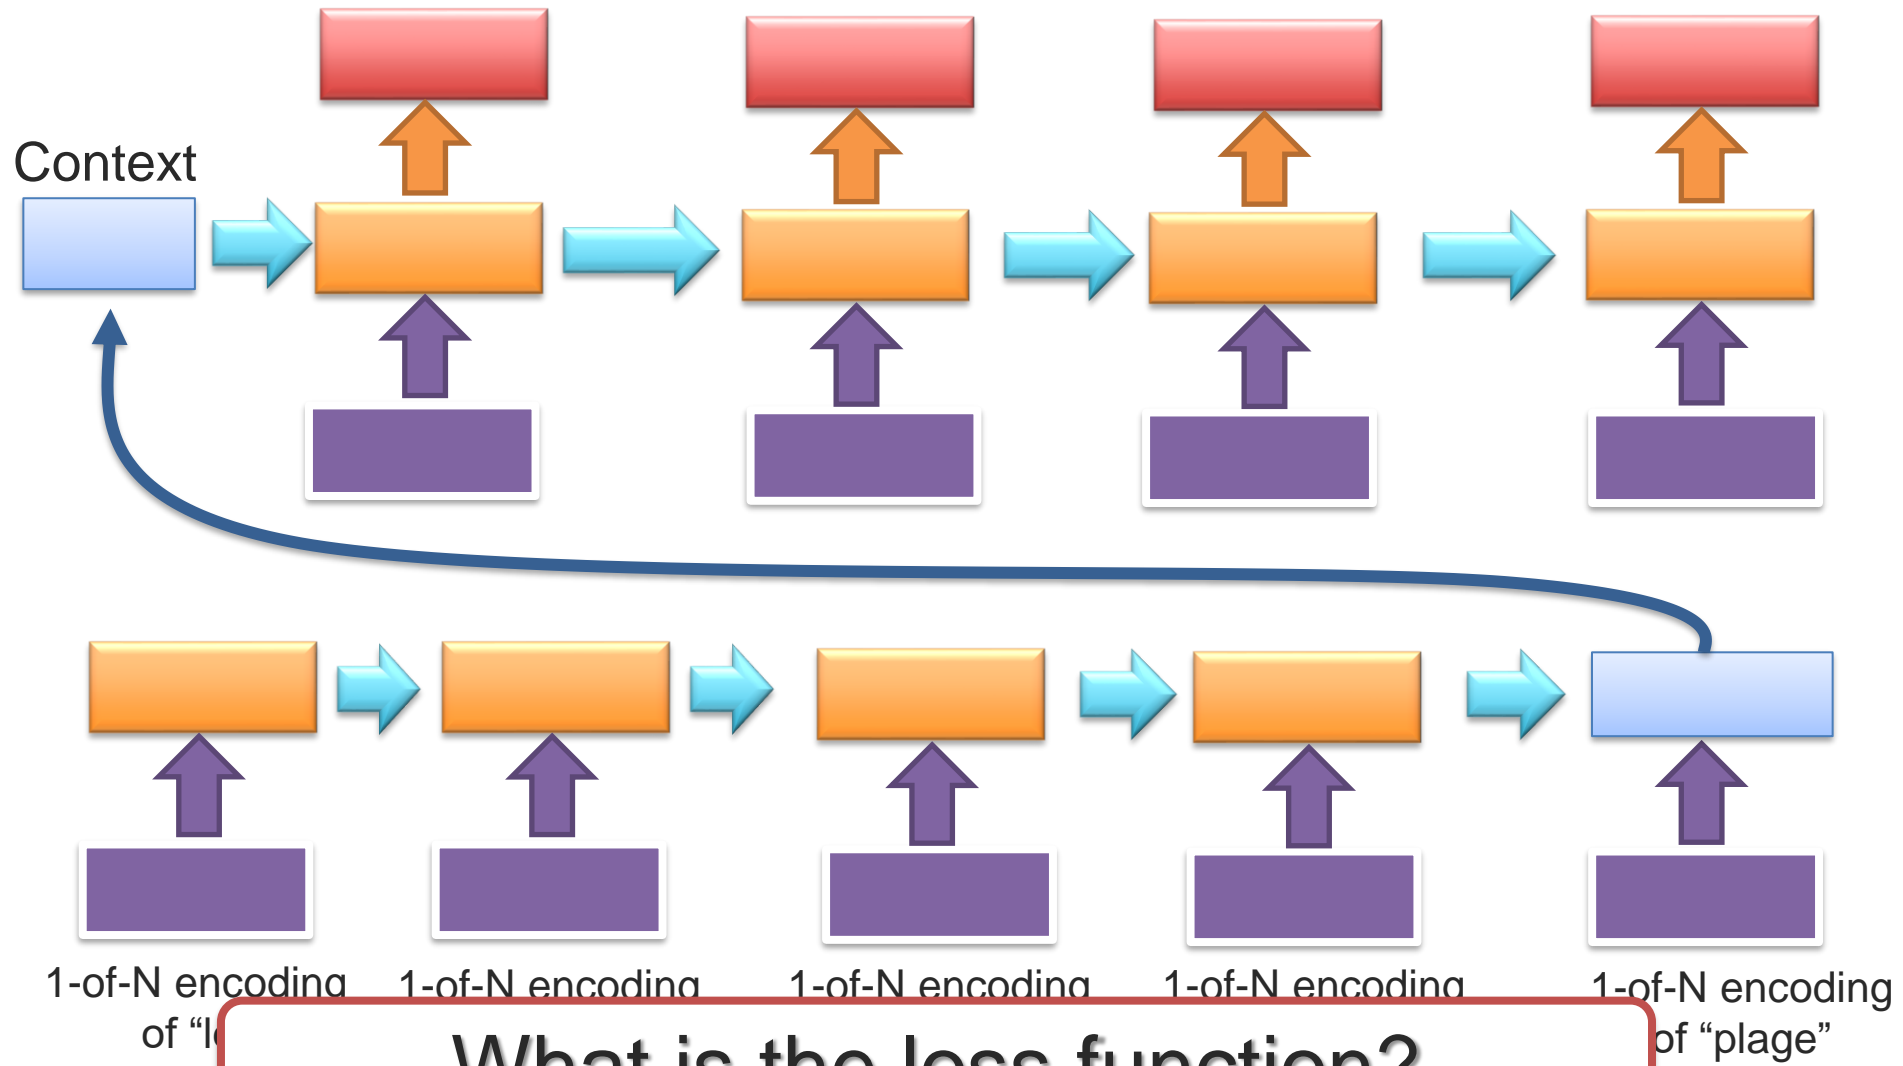 Context
1-of-N encoding
of “l
1-of-N encoding
1-of-N encoding
1-of-N encoding
1-of-N encoding
of “plage”
What is the loss function?